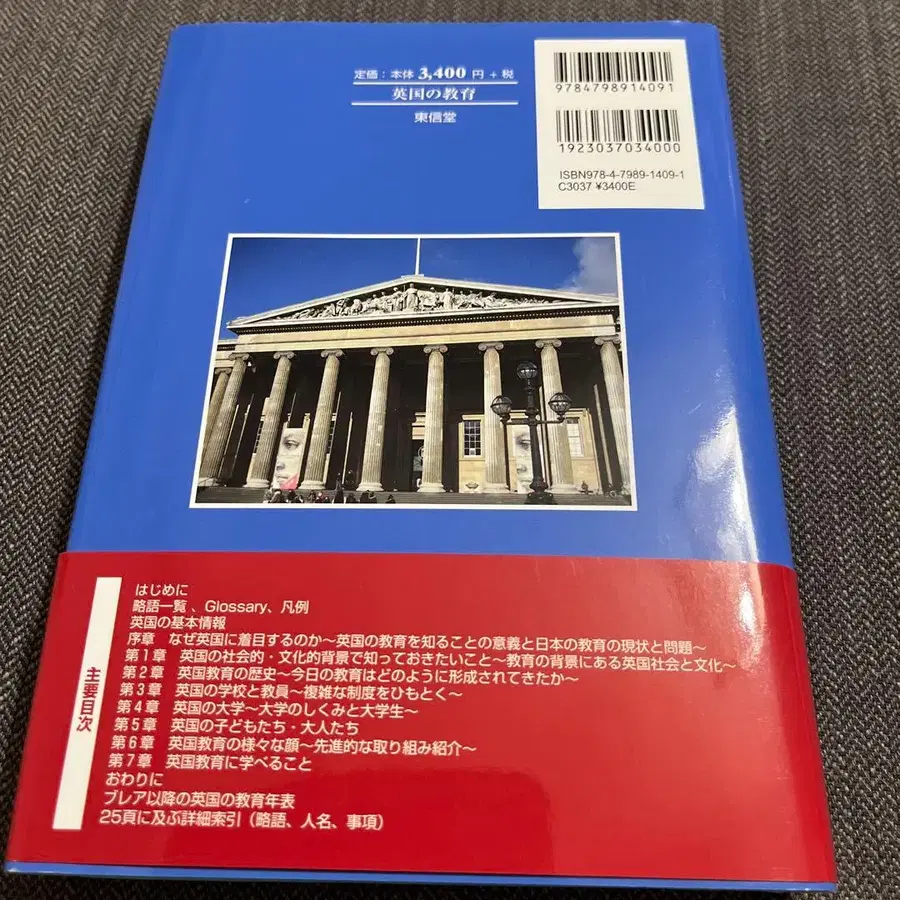 定価：本体 3,400 円 + 税
英国の教育
東信堂
9784798914091
1923037034000
ISBN978-4-7989-1409-1
C3037 ¥3400E
主要目次
はじめに
略語一覧 、Glossary、凡例
英国の基本情報
序章　なぜ英国に着目するのか～英国の教育を知ることの意義と日本の教育の現状と問題～
第１章　英国の社会的・文化的背景で知っておきたいこと～教育の背景にある英国社会と文化～
第２章　英国教育の歴史～今日の教育はどのように形成されてきたか～
第３章　英国の学校と教員～複雑な制度をひもとく～
第４章　英国の大学～大学のしくみと大学生～
第５章　英国の子どもたち・大人たち
第６章　英国教育の様々な顔～先進的な取り組み紹介～
第７章　英国教育に学べること
おわりに
ブレア以降の英国の教育年表
25頁に及ぶ詳細索引（略語、人名、事項）